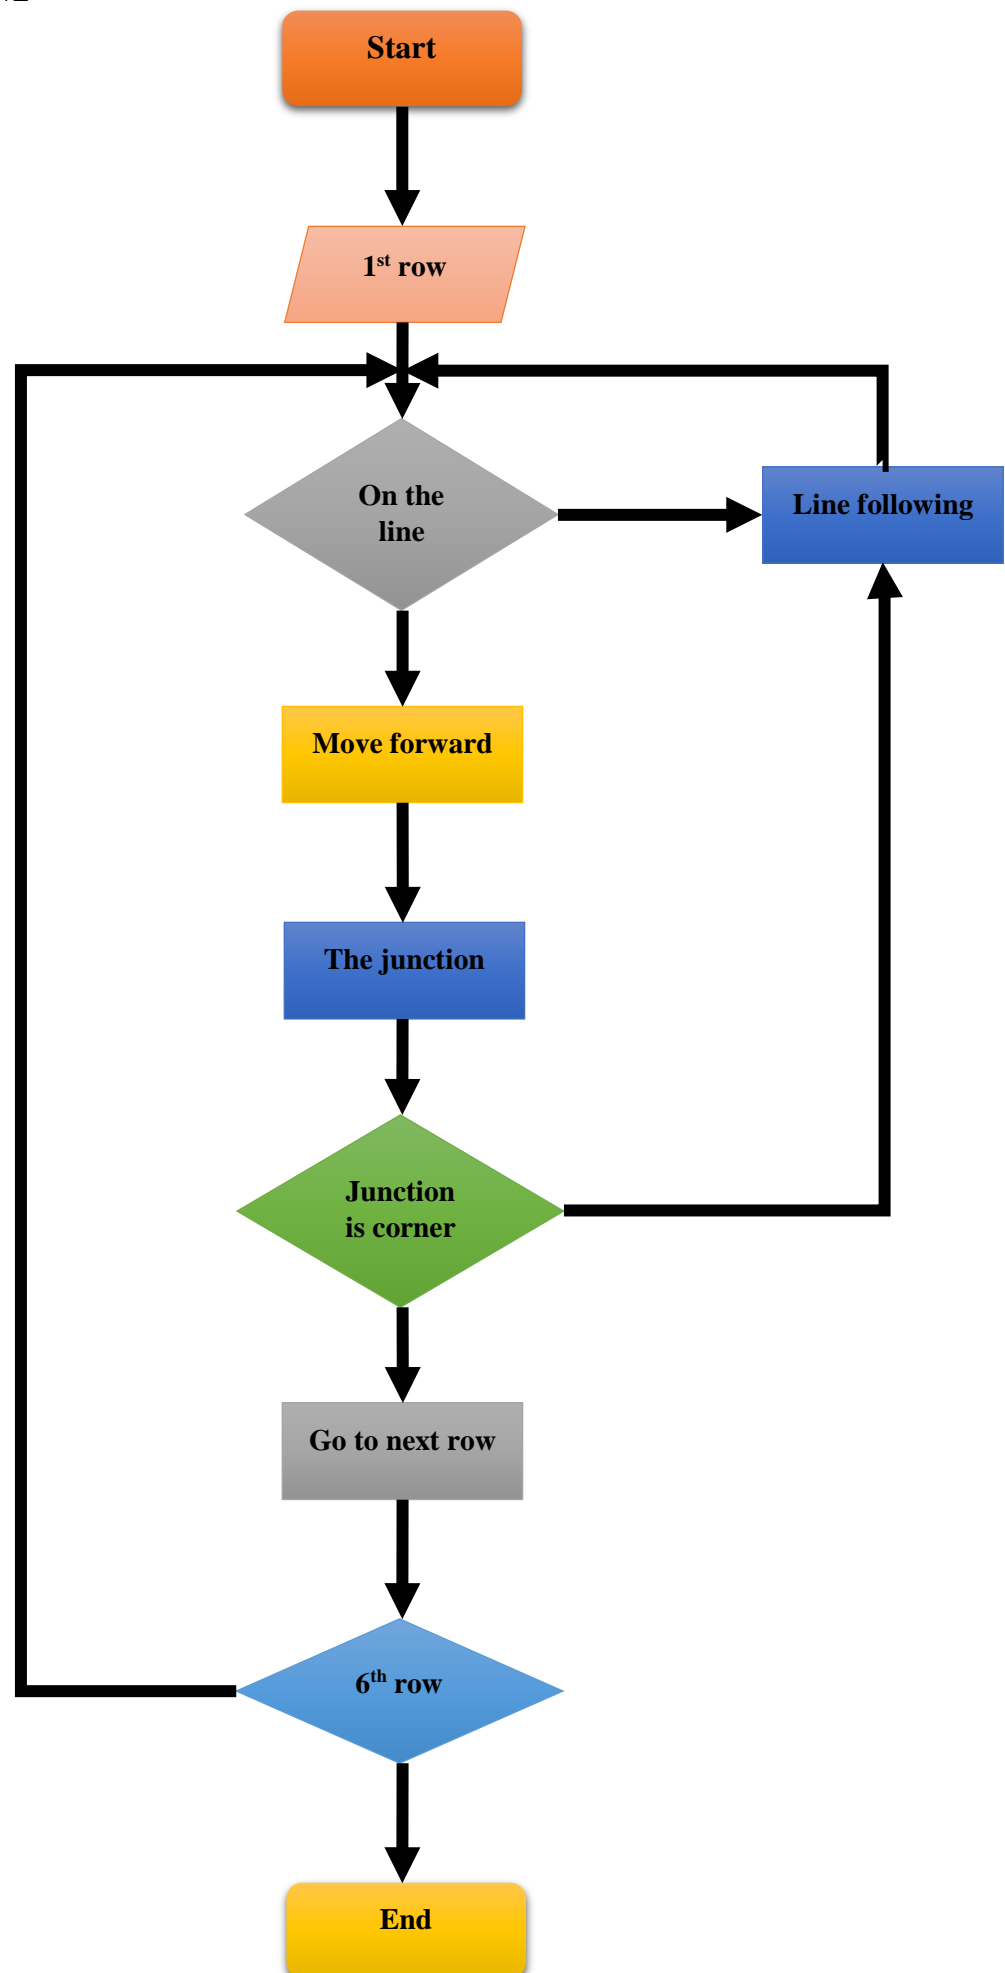 Start
1st row
On the
line
Line following
Move forward
The junction
Junction
is corner
Go to next row
6th row
End